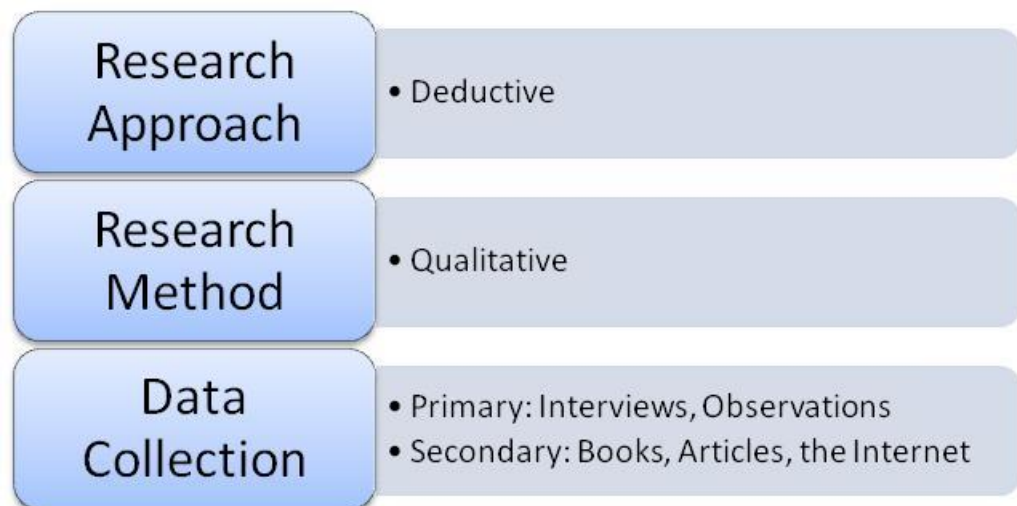 Research
Approach
• Deductive
Research
Method
• Qualitative
Data
Collection
• Primary: Interviews, Observations
• Secondary: Books, Articles, the Internet